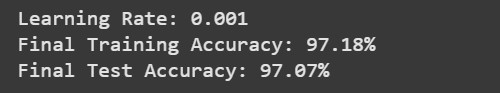 Learning Rate: 0.001
Final Training Accuracy: 97.18%
Final Test Accuracy: 97.07%